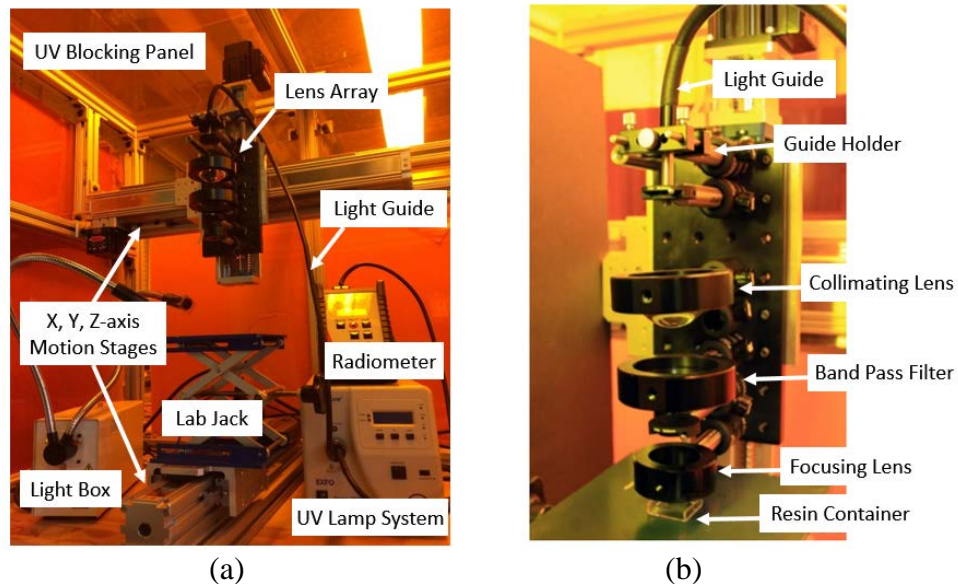 UV Blocking Panel
Lens Array
Light Guide
X, Y, Z-axis
Motion Stages
Radiometer
Lab Jack
Light Box
EXFO
UV Lamp System
(a)
Light Guide
Guide Holder
Collimating Lens
Band Pass Filter
Focusing Lens
Resin Container
(b)